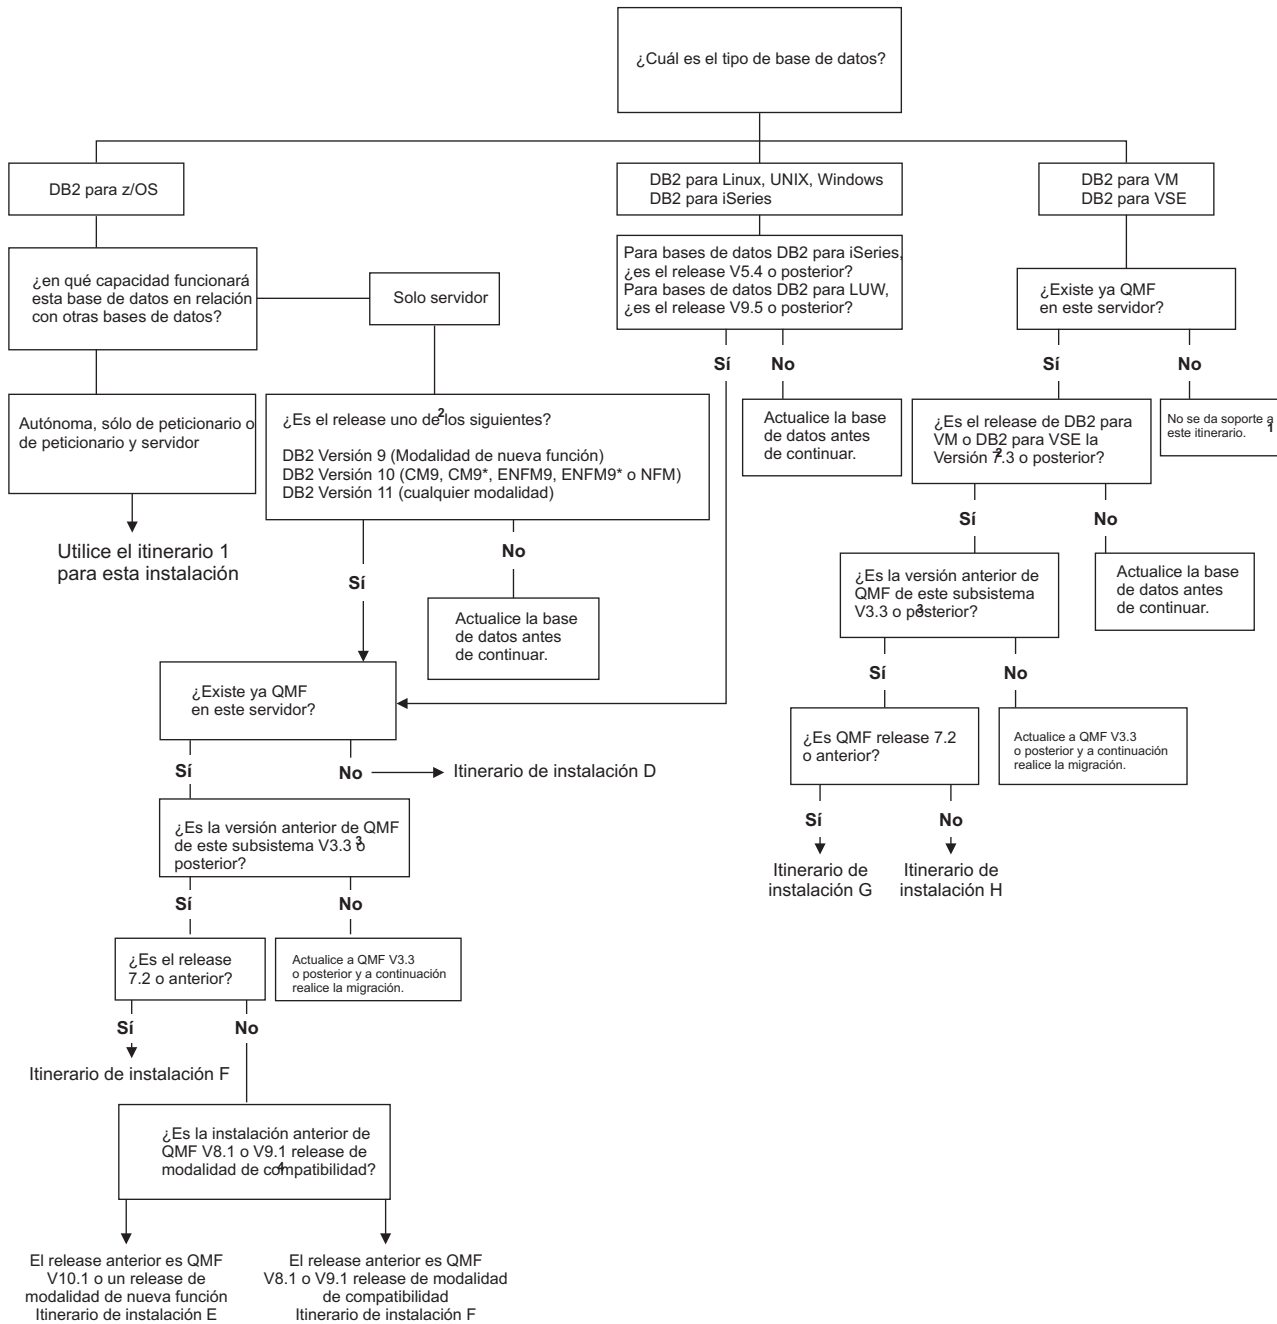 ¿Cuál es el tipo de base de datos?
DB2 para z/OS
DB2 para Linux, UNIX, Windows
DB2 para iSeries
DB2 para VM
DB2 para VSE
¿en qué capacidad funcionará
esta base de datos en relación
con otras bases de datos?
Solo servidor
Para bases de datos DB2 para iSeries,
¿es el release V5.4 o posterior?
Para bases de datos DB2 para LUW,
¿es el release V9.5 o posterior?
¿Existe ya QMF
en este servidor?
Sí
No
Sí
No
Autónoma, sólo de peticionario o
de peticionario y servidor
¿Es el release uno de los siguientes? 2
DB2 Versión 9 (Modalidad de nueva función)
DB2 Versión 10 (CM9, CM9*, ENFM9, ENFM9* o NFM)
DB2 Versión 11 (cualquier modalidad)
Actualice la base
de datos antes
de continuar.
¿Es el release de DB2 para
VM o DB2 para VSE la
Versión 7.3 o posterior? 2
No se da soporte a
este itinerario. 1
Utilice el itinerario 1
para esta instalación
Sí
No
Sí
No
Actualice la base
de datos antes
de continuar.
¿Es la versión anterior de
QMF de este subsistema
V3.3 o posterior? 3
Actualice la base
de datos antes
de continuar.
¿Existe ya QMF
en este servidor?
Sí
No
¿Es QMF release 7.2
o anterior?
Actualice a QMF V3.3
o posterior y a continuación
realice la migración.
Sí
No
Itinerario de instalación D
Sí
No
¿Es la versión anterior de QMF
de este subsistema V3.3 o 3
posterior?
Itinerario de
instalación G
Itinerario de
instalación H
Sí
No
¿Es el release
7.2 o anterior?
Actualice a QMF V3.3
o posterior y a continuación
realice la migración.
Sí
No
Itinerario de instalación F
¿Es la instalación anterior de
QMF V8.1 o V9.1 release de
modalidad de compatibilidad? 4
El release anterior es QMF
V10.1 o un release de
modalidad de nueva función
Itinerario de instalación E
El release anterior es QMF
V8.1 o V9.1 release de modalidad
de compatibilidad
Itinerario de instalación F